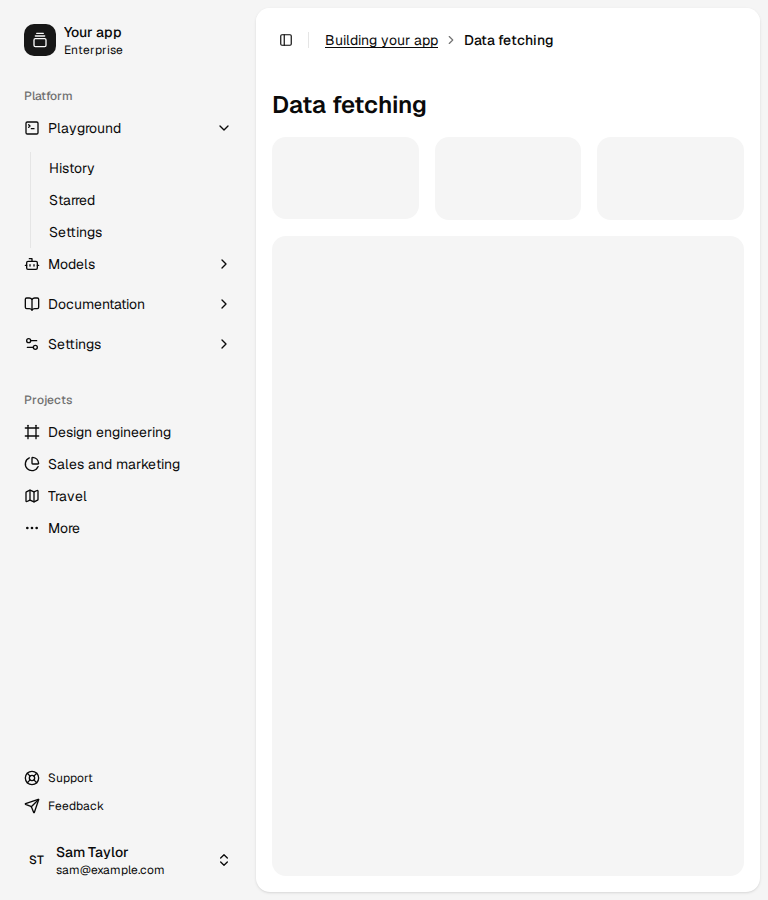 Your app
Enterprise
Platform
Playground
History
Starred
Settings
Models
Documentation
Settings
Projects
Design engineering
Sales and marketing
Travel
More
Support
Feedback
ST
Sam Taylor
sam@example.com
Building your app
Data fetching
Data fetching